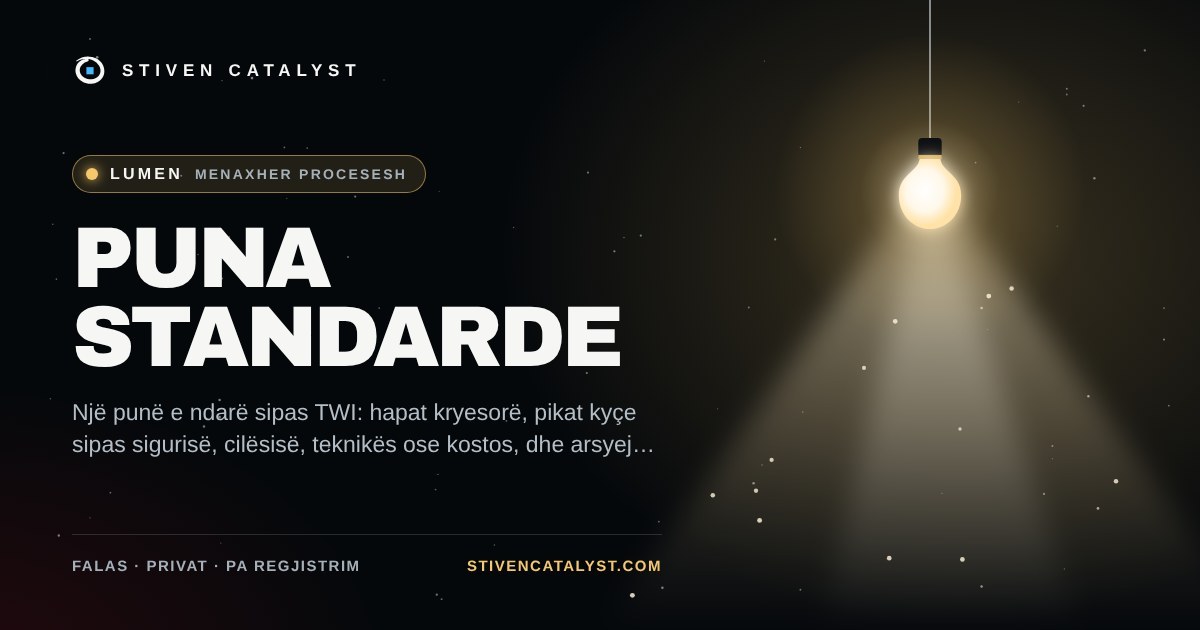 STIVEN CATALYST
LUMEN MENAXHER PROCESESH
PUNA
STANDARDE
Një punë e ndarë sipas TWI: hapat kryesorë, pikat kyçe
sipas sigurisë, cilësisë, teknikës ose kostos, dhe arsyej…
FALAS · PRIVAT · PA REGJISTRIM
STIVENCATALYST.COM